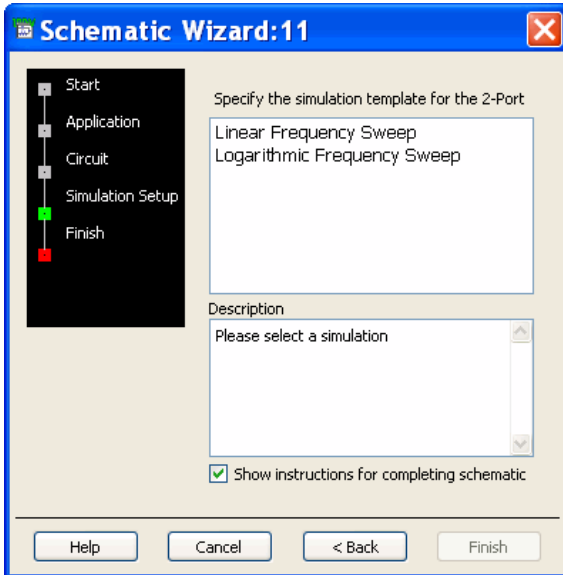 Schematic Wizard:11
Start
Application
Circuit
Simulation Setup
Finish
Specify the simulation template for the 2-Port
Linear Frequency Sweep
Logarithmic Frequency Sweep
Description
Please select a simulation
Show instructions for completing schematic
Help
Cancel
< Back
Finish